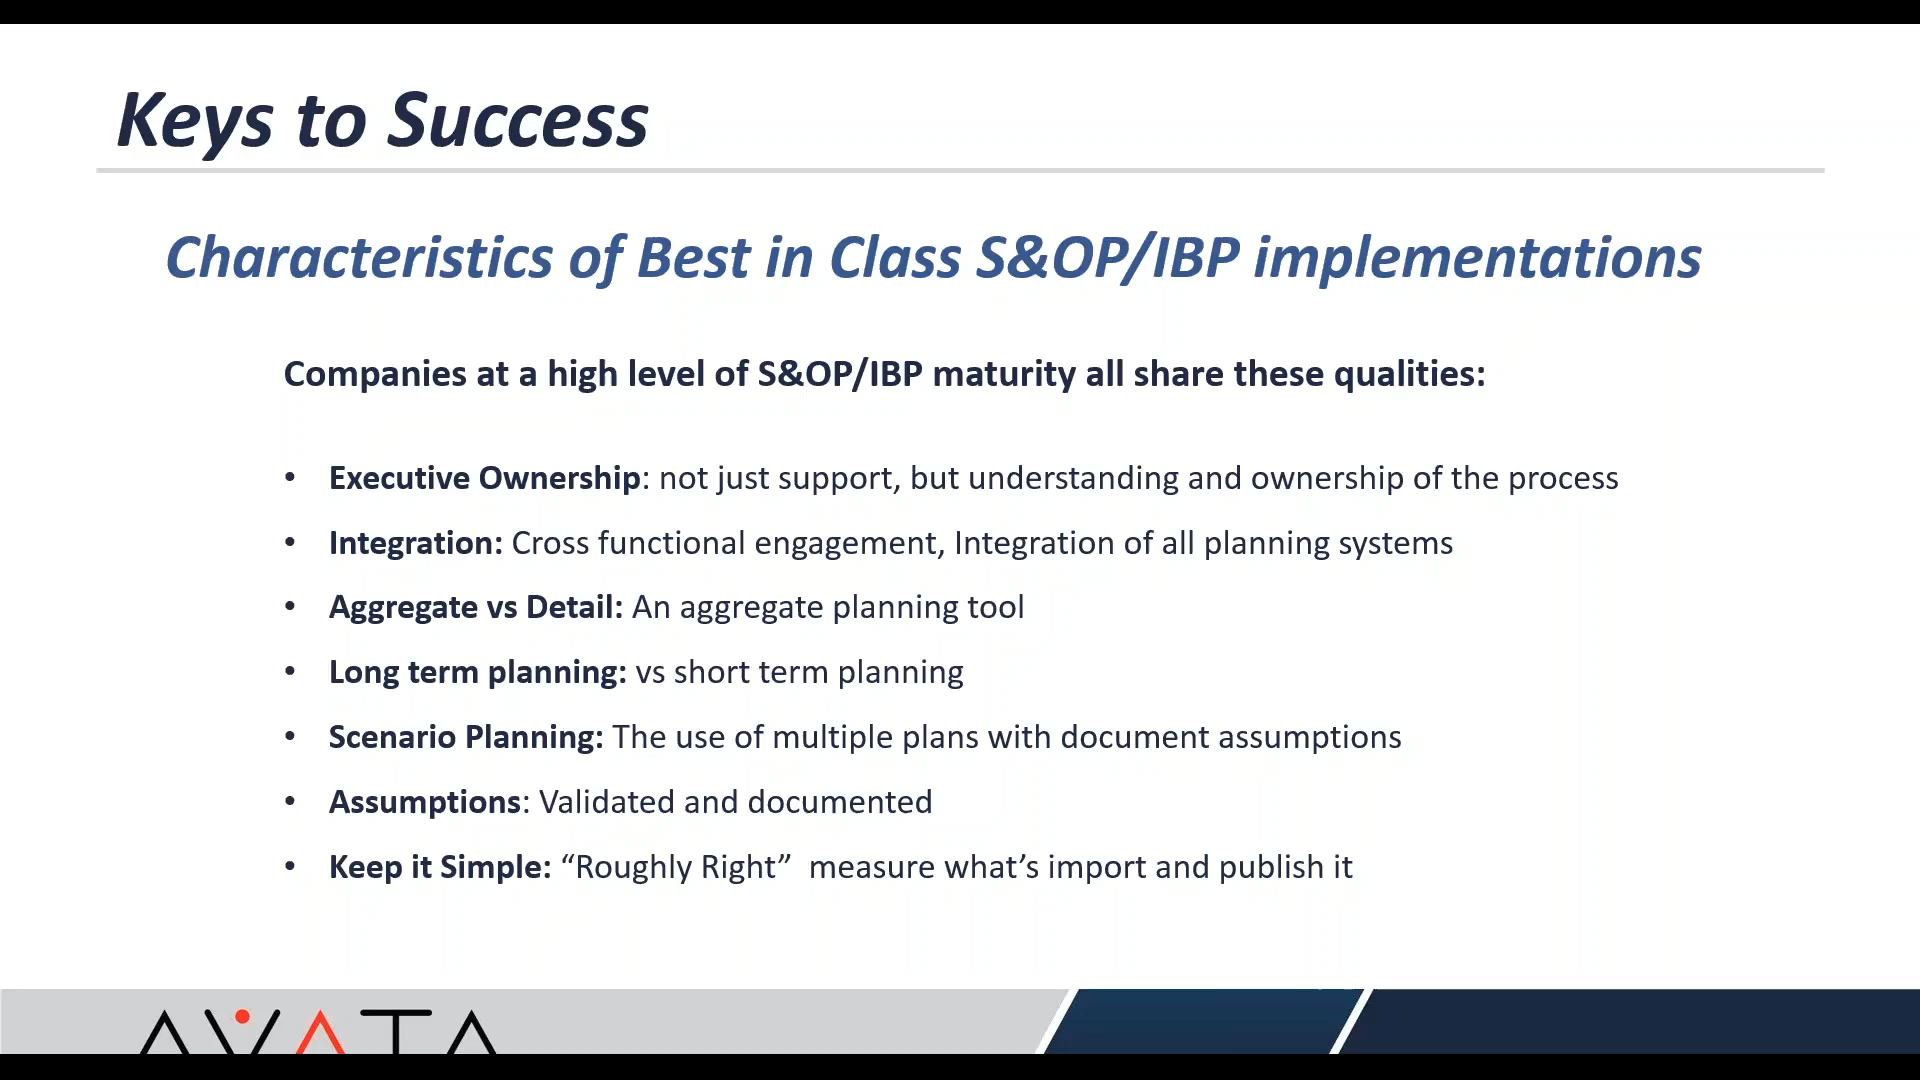 Keys to Success
Characteristics of Best in Class S&OP/IBP implementations
Companies at a high level of S&OP/IBP maturity all share these qualities:
• Executive Ownership: not just support, but understanding and ownership of the process
• Integration: Cross functional engagement, Integration of all planning systems
• Aggregate vs Detail: An aggregate planning tool
• Long term planning: vs short term planning
• Scenario Planning: The use of multiple plans with document assumptions
• Assumptions: Validated and documented
• Keep it Simple: “Roughly Right”  measure what’s import and publish it
AVATA